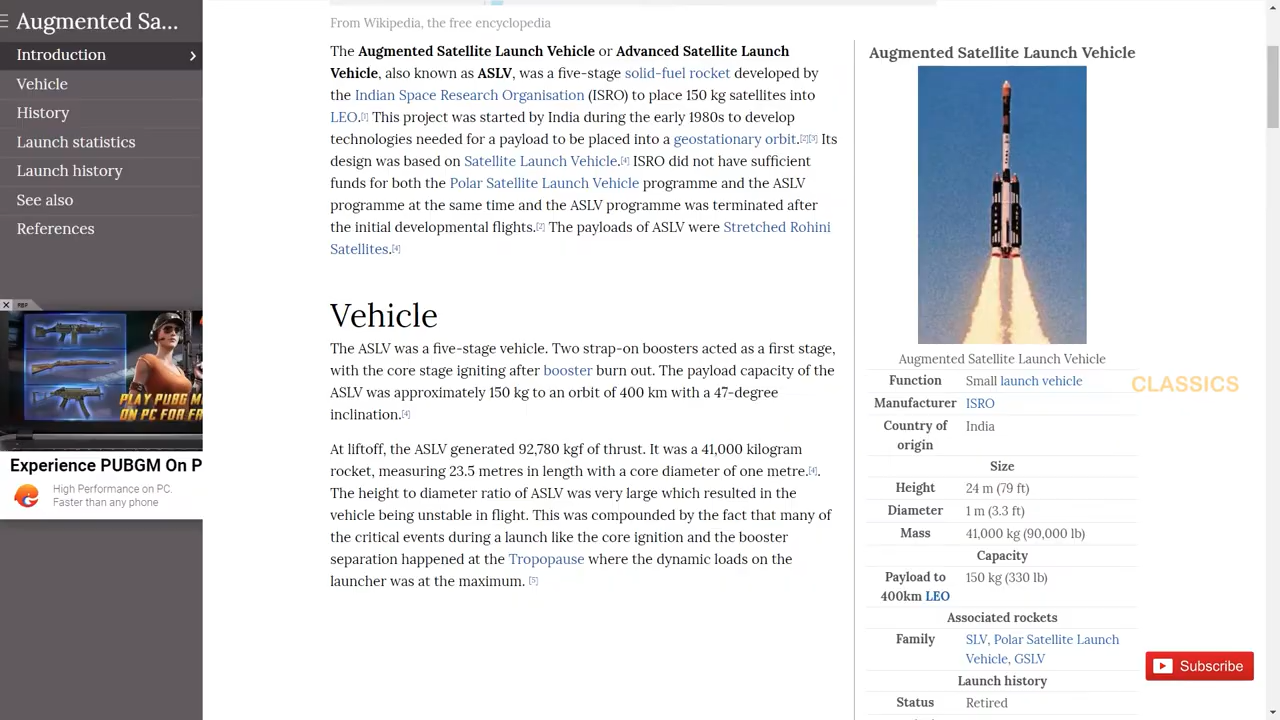 Augmented Sa...
Introduction
Vehicle
History
Launch statistics
Launch history
See also
References
Experience PUBGM On P
High Performance on PC.
Faster than any phone
PLAY PUBG M
ON PC FOR FR
From Wikipedia, the free encyclopedia
The Augmented Satellite Launch Vehicle or Advanced Satellite Launch
Vehicle, also known as ASLV, was a five-stage solid-fuel rocket developed by
the Indian Space Research Organisation (ISRO) to place 150 kg satellites into
LEO.[1] This project was started by India during the early 1980s to develop
technologies needed for a payload to be placed into a geostationary orbit.[2][3] Its
design was based on Satellite Launch Vehicle.[4] ISRO did not have sufficient
funds for both the Polar Satellite Launch Vehicle programme and the ASLV
programme at the same time and the ASLV programme was terminated after
the initial developmental flights.[2] The payloads of ASLV were Stretched Rohini
Satellites.[4]
Vehicle
The ASLV was a five-stage vehicle. Two strap-on boosters acted as a first stage,
with the core stage igniting after booster burn out. The payload capacity of the
ASLV was approximately 150 kg to an orbit of 400 km with a 47-degree
inclination.[4]
At liftoff, the ASLV generated 92,780 kgf of thrust. It was a 41,000 kilogram
rocket, measuring 23.5 metres in length with a core diameter of one metre.[4].
The height to diameter ratio of ASLV was very large which resulted in the
vehicle being unstable in flight. This was compounded by the fact that many of
the critical events during a launch like the core ignition and the booster
separation happened at the Tropopause where the dynamic loads on the
launcher was at the maximum. [5]
Augmented Satellite Launch Vehicle
Augmented Satellite Launch Vehicle
Function Small launch vehicle
Manufacturer ISRO
Country of origin India
Size
Height 24 m (79 ft)
Diameter 1 m (3.3 ft)
Mass 41,000 kg (90,000 lb)
Capacity
Payload to 400km LEO 150 kg (330 lb)
Associated rockets
Family SLV, Polar Satellite Launch
Vehicle, GSLV
Launch history
Status Retired
CLASSICS
Subscribe